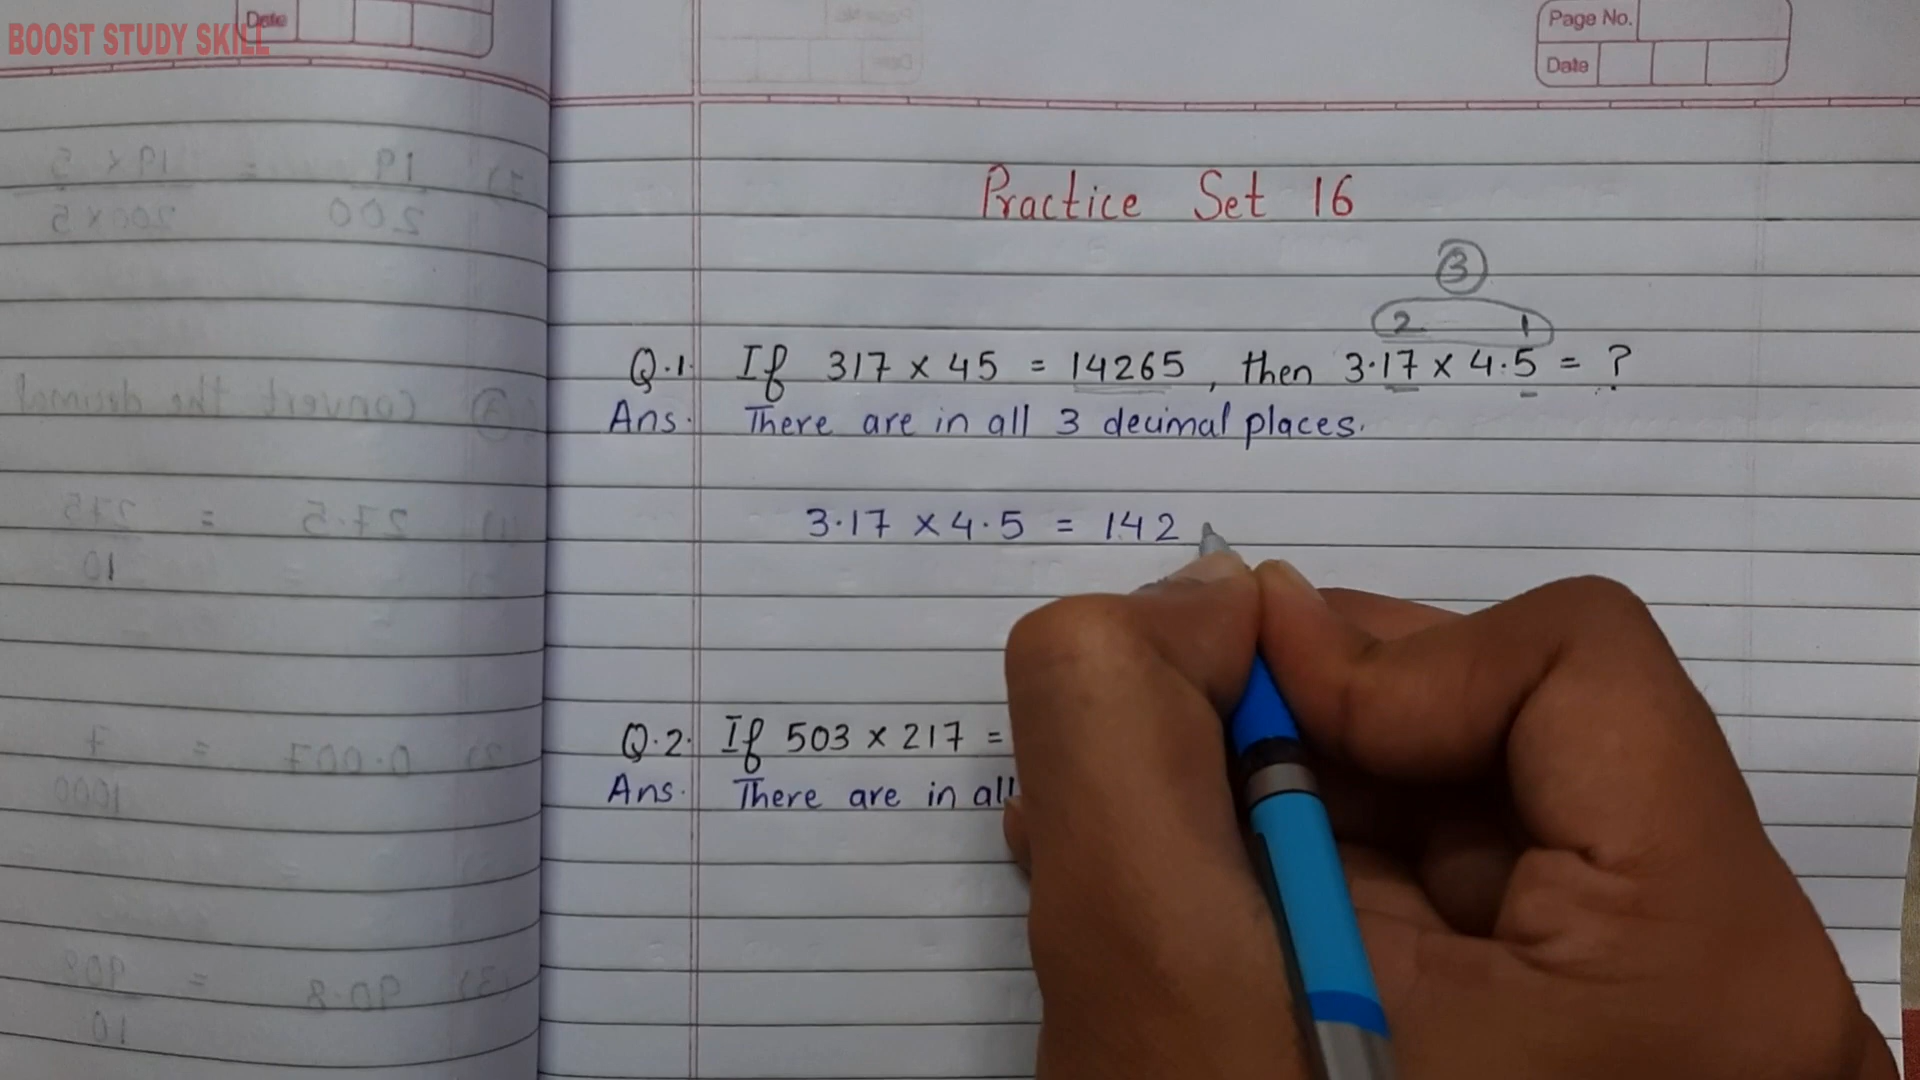 BOOST STUDY SKILL
Date
Page No.
Date
Practice Set 16
3
2 1
Q.1. If 317 × 45 = 14265, then 3.17 × 4.5 = ?
Ans. There are in all 3 decimal places.
3.17 × 4.5 = 142
Q.2. If 503 × 217 =
Ans. There are in all